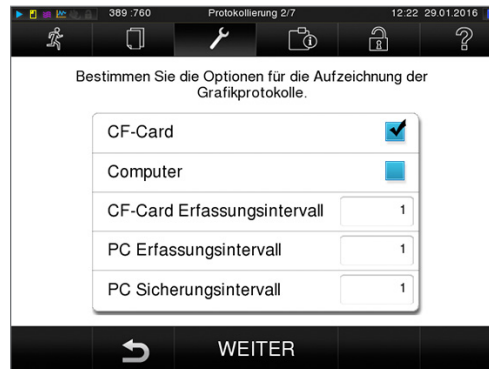 389 :760 Protokollierung 2/7 12:22 29.01.2016
Bestimmen Sie die Optionen für die Aufzeichnung der
Grafikprotokolle.
CF-Card
Computer
CF-Card Erfassungsintervall 1
PC Erfassungsintervall 1
PC Sicherungsintervall 1
WEITER